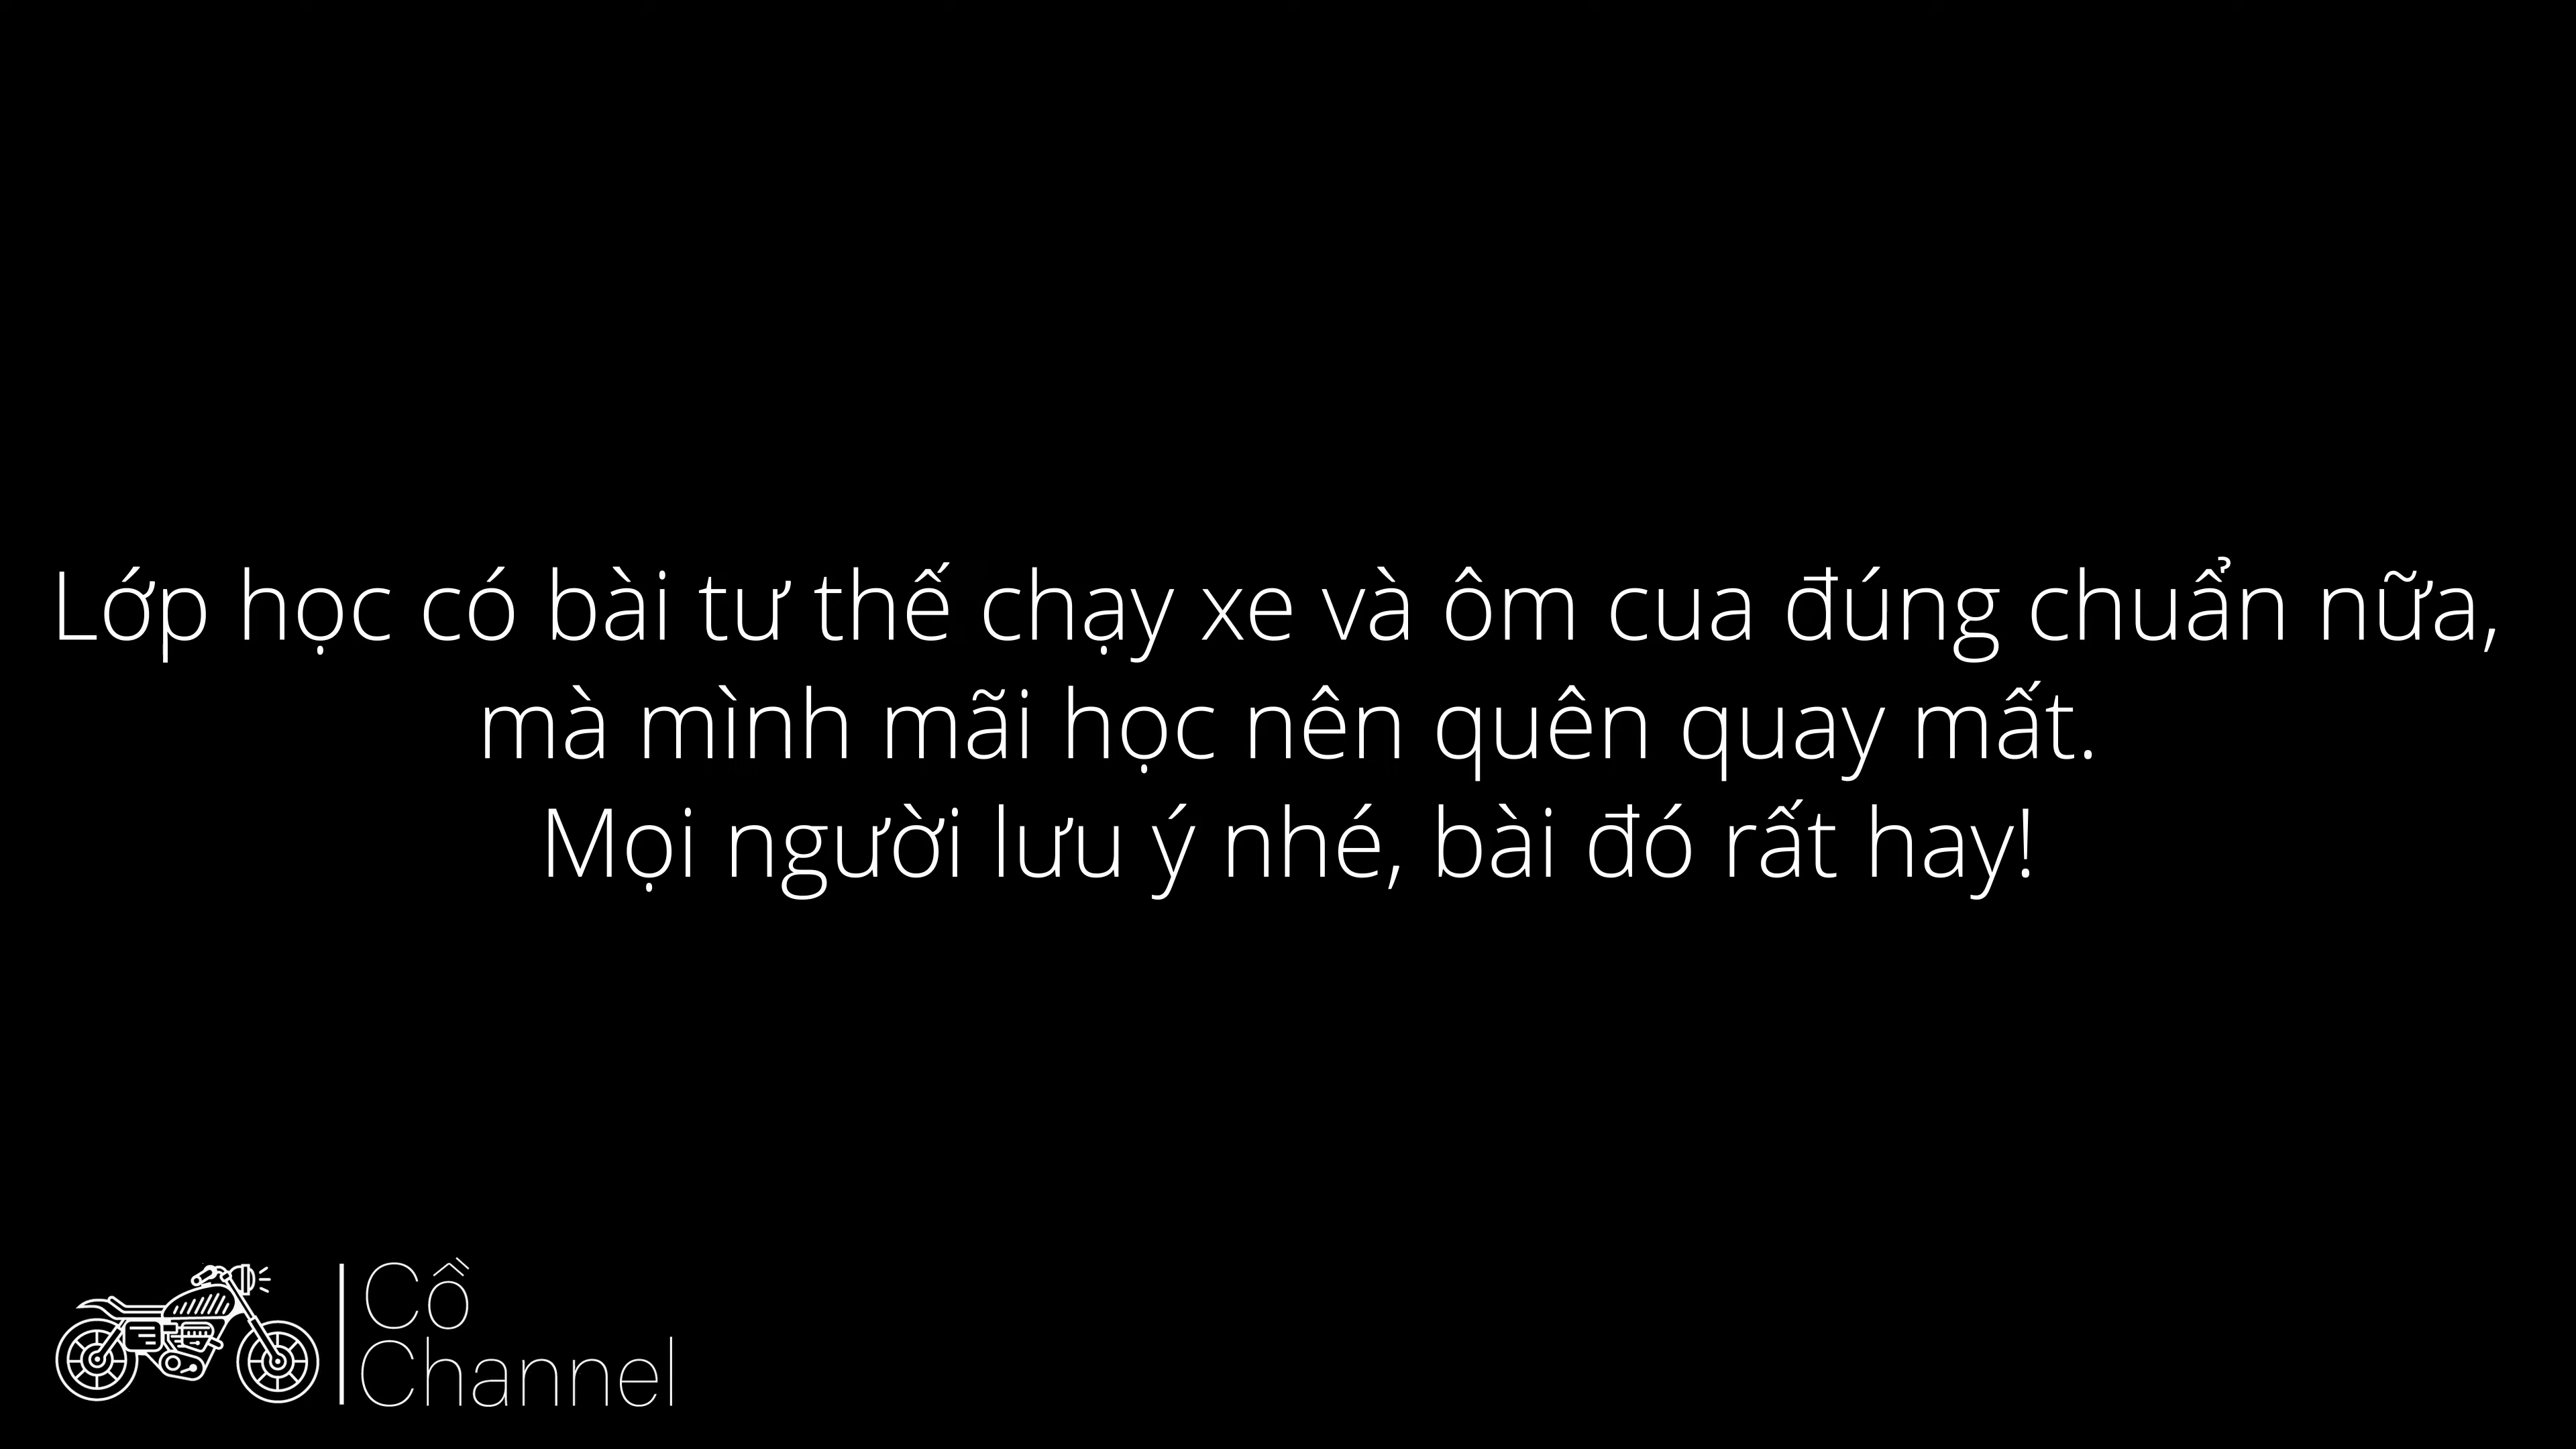 Lớp học có bài tư thế chạy xe và ôm cua đúng chuẩn nữa,
mà mình mãi học nên quên quay mất.
Mọi người lưu ý nhé, bài đó rất hay!
Cồ
Channel